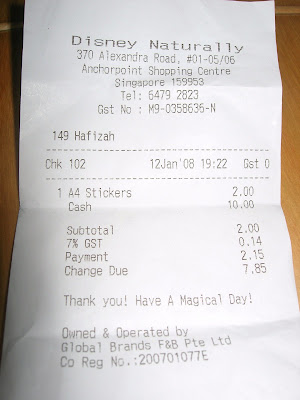 Disney Naturally
370 Alexandra Road, #01-05/06
Anchorpoint Shopping Centre
Singapore 159953
Tel: 6479 2823
Gst No : M9-0358635-N
149 Hafizah
Chk 102 12Jan'08 19:22 Gst 0
1 A4 Stickers 2.00
Cash 10.00
Subtotal 2.00
7% GST 0.14
Payment 2.15
Change Due 7.85
Thank you! Have A Magical Day!
Owned & Operated by
Global Brands F&B Pte Ltd
Co Reg No.:200701077E